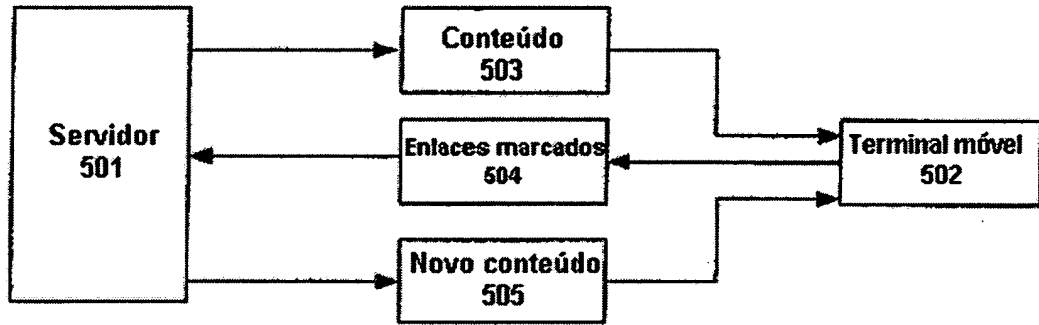 Servidor
501
Conteúdo
503
Enlaces marcados
504
Novo conteúdo
505
Terminal móvel
502